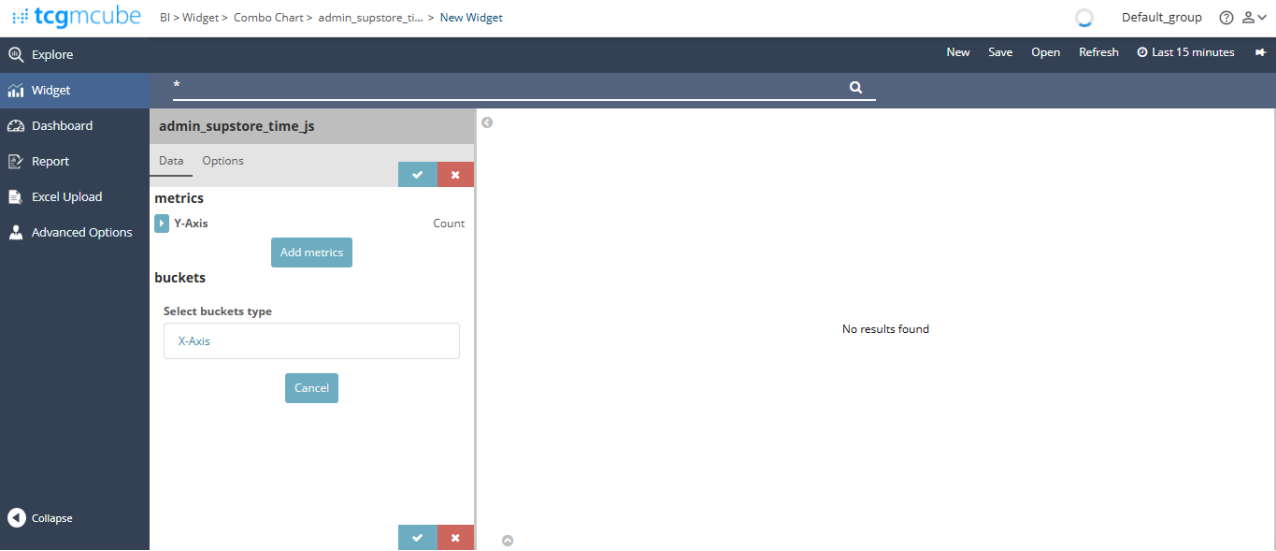 tcgmcube
BI > Widget > Combo Chart > admin_supstore_ti... > New Widget
Default_group
Explore
New Save Open Refresh Last 15 minutes
Widget
*
Dashboard
admin_supstore_time_js
Report
Data Options
Excel Upload
metrics
Y-Axis Count
Advanced Options
Add metrics
buckets
Select buckets type
X-Axis
No results found
Cancel
Collapse